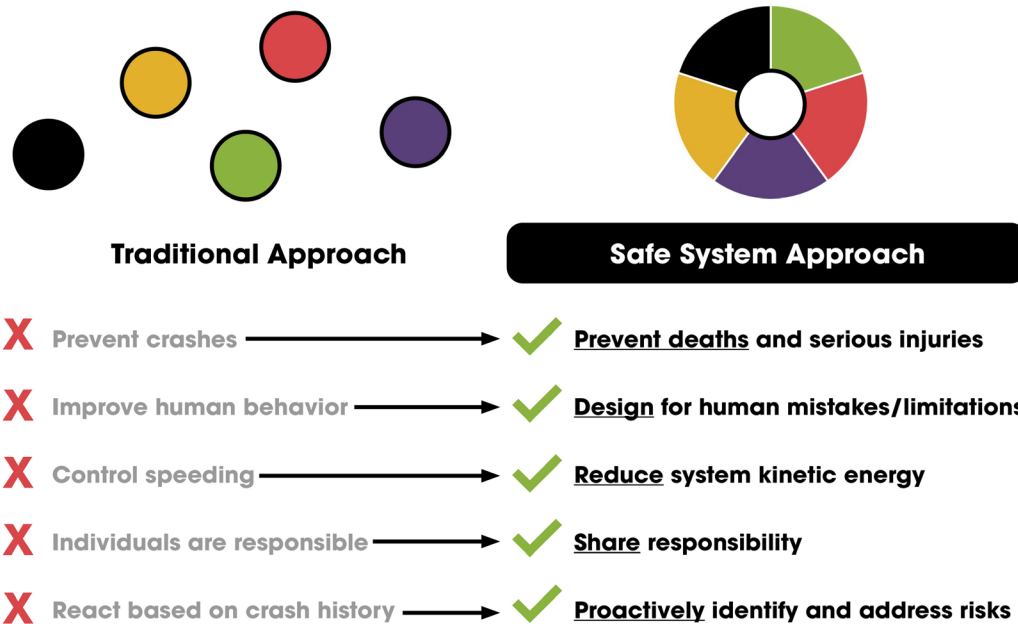 Traditional Approach
Safe System Approach
X Prevent crashes
Prevent deaths and serious injuries
X Improve human behavior
Design for human mistakes/limitations
X Control speeding
Reduce system kinetic energy
X Individuals are responsible
Share responsibility
X React based on crash history
Proactively identify and address risks